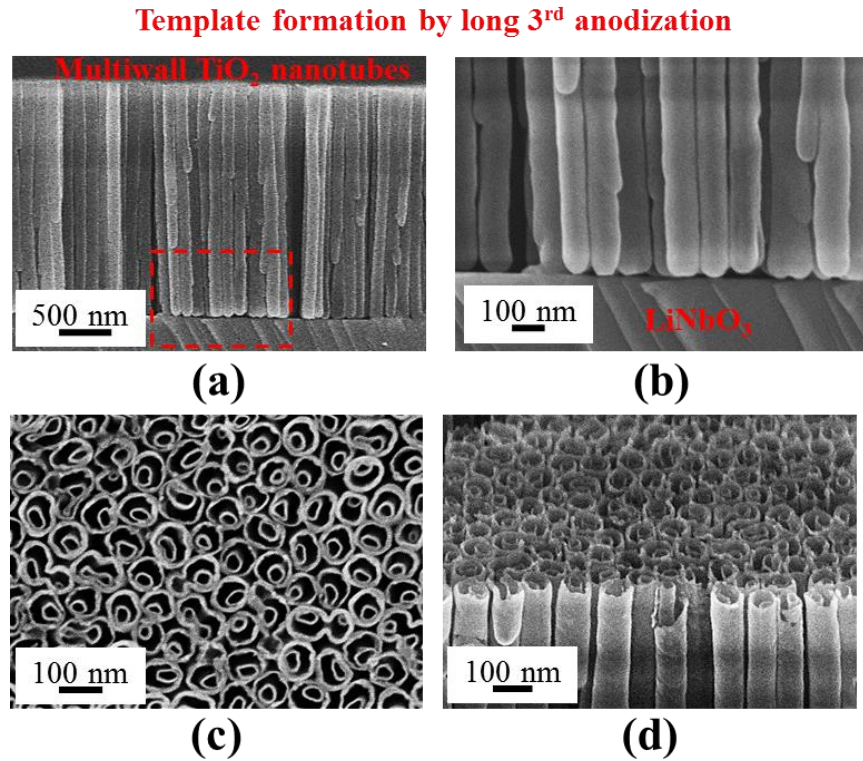 Template formation by long 3rd anodization
Multiwall TiO2 nanotubes
500 nm
100 nm
LiNbO3
(a)
(b)
100 nm
100 nm
(c)
(d)